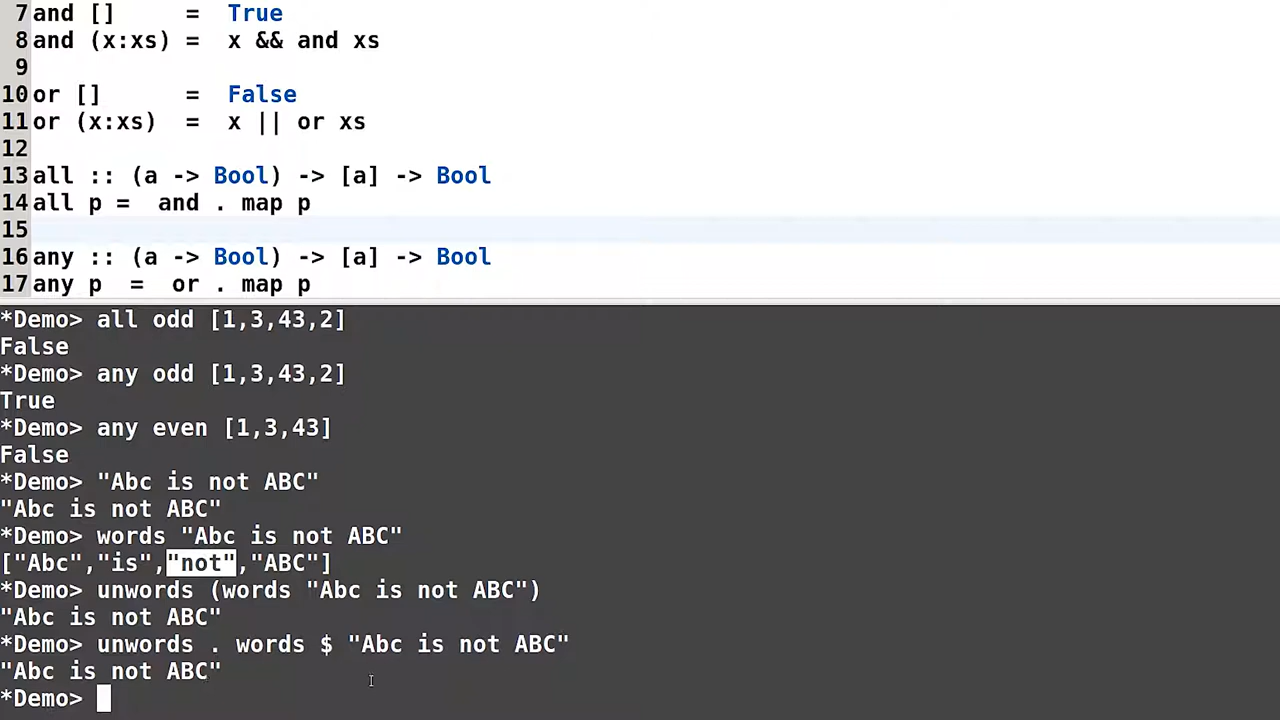 7 and []      =  True
8 and (x:xs) =  x && and xs
9
10 or []      =  False
11 or (x:xs)  =  x || or xs
12
13 all :: (a -> Bool) -> [a] -> Bool
14 all p =  and . map p
15
16 any :: (a -> Bool) -> [a] -> Bool
17 any p  =  or . map p
*Demo> all odd [1,3,43,2]
False
*Demo> any odd [1,3,43,2]
True
*Demo> any even [1,3,43]
False
*Demo> "Abc is not ABC"
"Abc is not ABC"
*Demo> words "Abc is not ABC"
["Abc","is","not","ABC"]
*Demo> unwords (words "Abc is not ABC")
"Abc is not ABC"
*Demo> unwords . words $ "Abc is not ABC"
"Abc is not ABC"
*Demo>